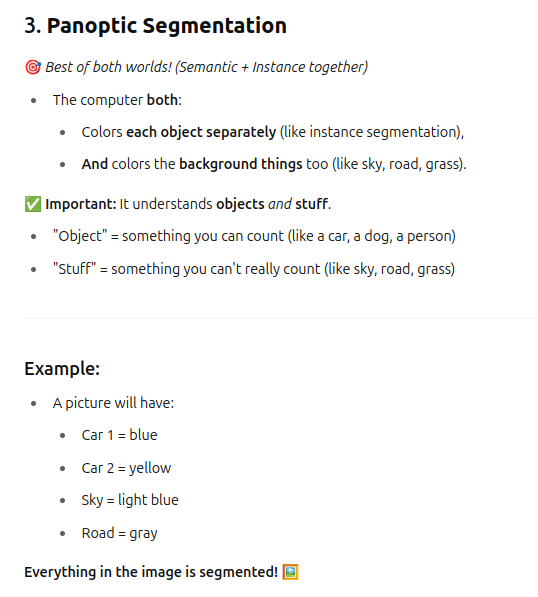 3. Panoptic Segmentation
🎯 Best of both worlds! (Semantic + Instance together)
• The computer both:
• Colors each object separately (like instance segmentation),
• And colors the background things too (like sky, road, grass).
✅ Important: It understands objects and stuff.
• "Object" = something you can count (like a car, a dog, a person)
• "Stuff" = something you can't really count (like sky, road, grass)
Example:
• A picture will have:
• Car 1 = blue
• Car 2 = yellow
• Sky = light blue
• Road = gray
Everything in the image is segmented! 🖼️